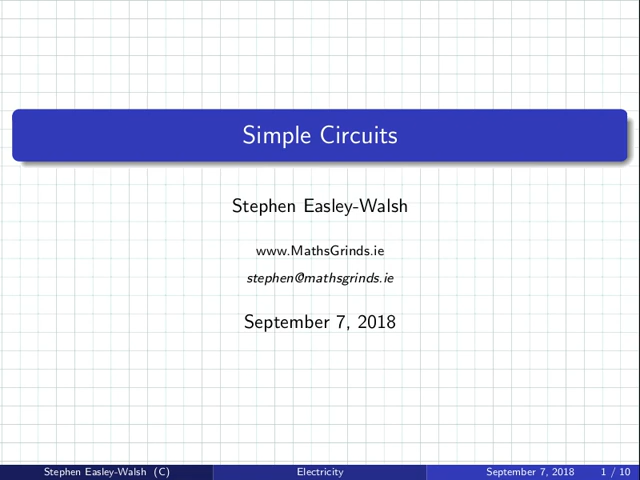 Simple Circuits
Stephen Easley-Walsh
www.MathsGrinds.ie
stephen@mathsgrinds.ie
September 7, 2018
Stephen Easley-Walsh (C) Electricity September 7, 2018 1 / 10